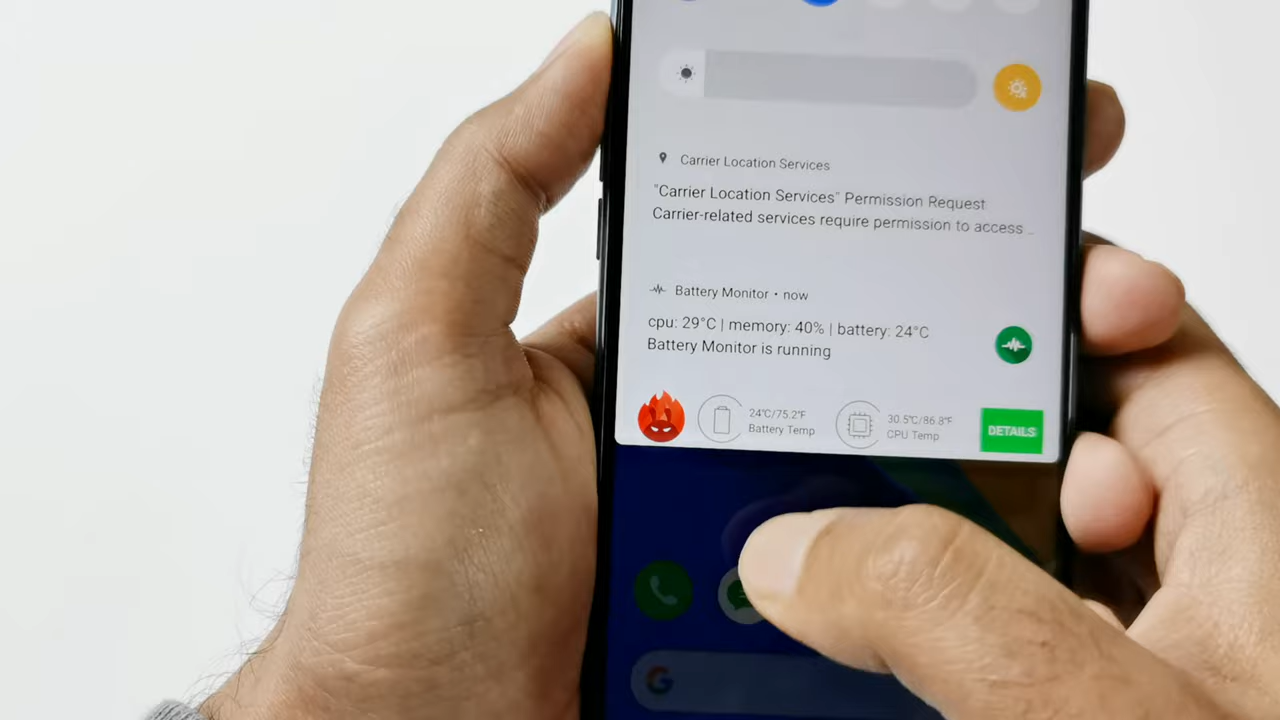 Carrier Location Services
"Carrier Location Services" Permission Request
Carrier-related services require permission to access ...
Battery Monitor • now
cpu: 29°C | memory: 40% | battery: 24°C
Battery Monitor is running
24°C/75.2°F
Battery Temp
30.5°C/86.8°F
CPU Temp
DETAILS
G